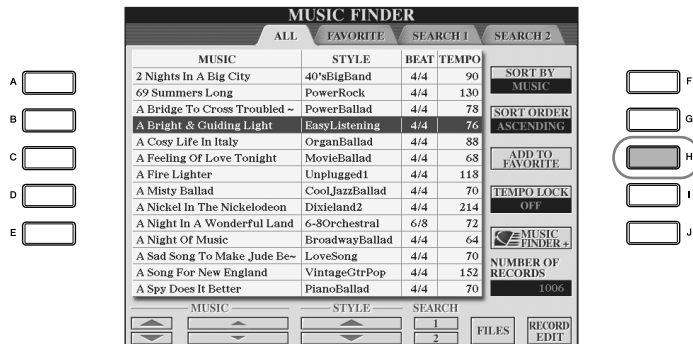 MUSIC FINDER
ALL FAVORITE SEARCH 1 SEARCH 2
MUSIC STYLE BEAT TEMPO
2 Nights In A Big City 40'sBigBand 4/4 90
69 Summers Long PowerRock 4/4 130
A Bridge To Cross Troubled ~ PowerBallad 4/4 78
A Bright & Guiding Light EasyListening 4/4 76
A Cosy Life In Italy OrganBallad 4/4 88
A Feeling Of Love Tonight MovieBallad 4/4 68
A Fire Lighter Unplugged1 4/4 118
A Misty Ballad CoolJazzBallad 4/4 70
A Nickel In The Nickelodeon Dixieland2 4/4 214
A Night In A Wonderful Land 6-8Orchestral 6/8 72
A Night Of Music BroadwayBallad 4/4 64
A Sad Song To Make Jude Be~ LoveSong 4/4 70
A Song For New England VintageGtrPop 4/4 152
A Spy Does It Better PianoBallad 4/4 70
SORT BY
MUSIC
SORT ORDER
ASCENDING
ADD TO
FAVORITE
TEMPO LOCK
OFF
MUSIC
FINDER +
NUMBER OF
RECORDS
1006
MUSIC STYLE SEARCH
1
2
FILES
RECORD
EDIT
A
B
C
D
E
F
G
H
I
J